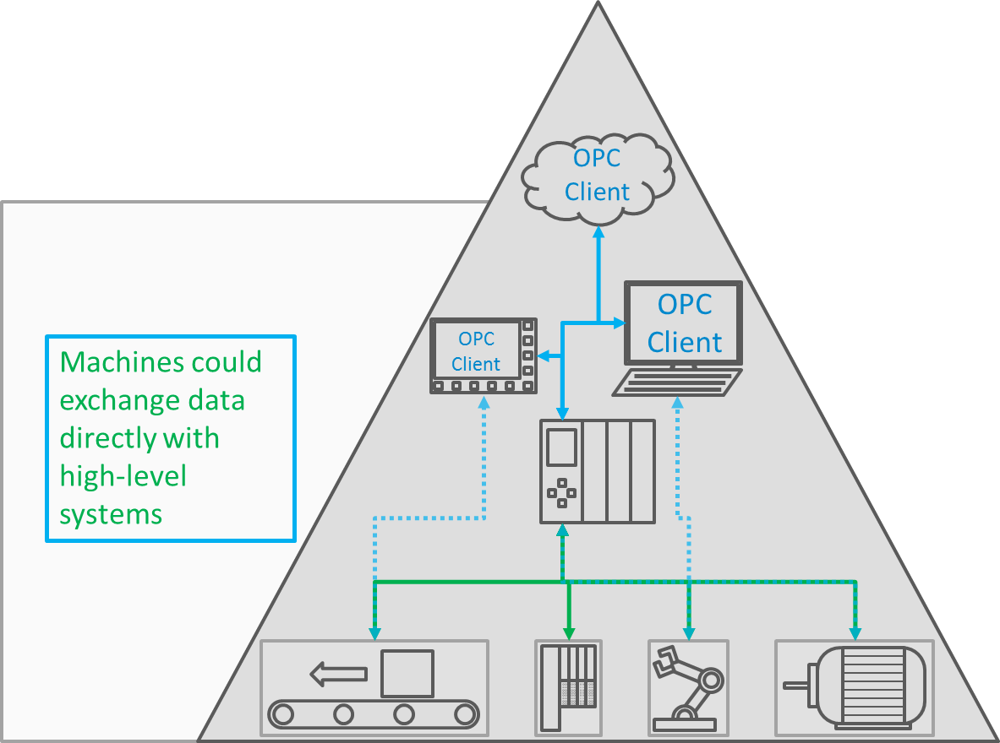 OPC
Client
OPC
Client
OPC
Client
Machines could
exchange data
directly with
high-level
systems